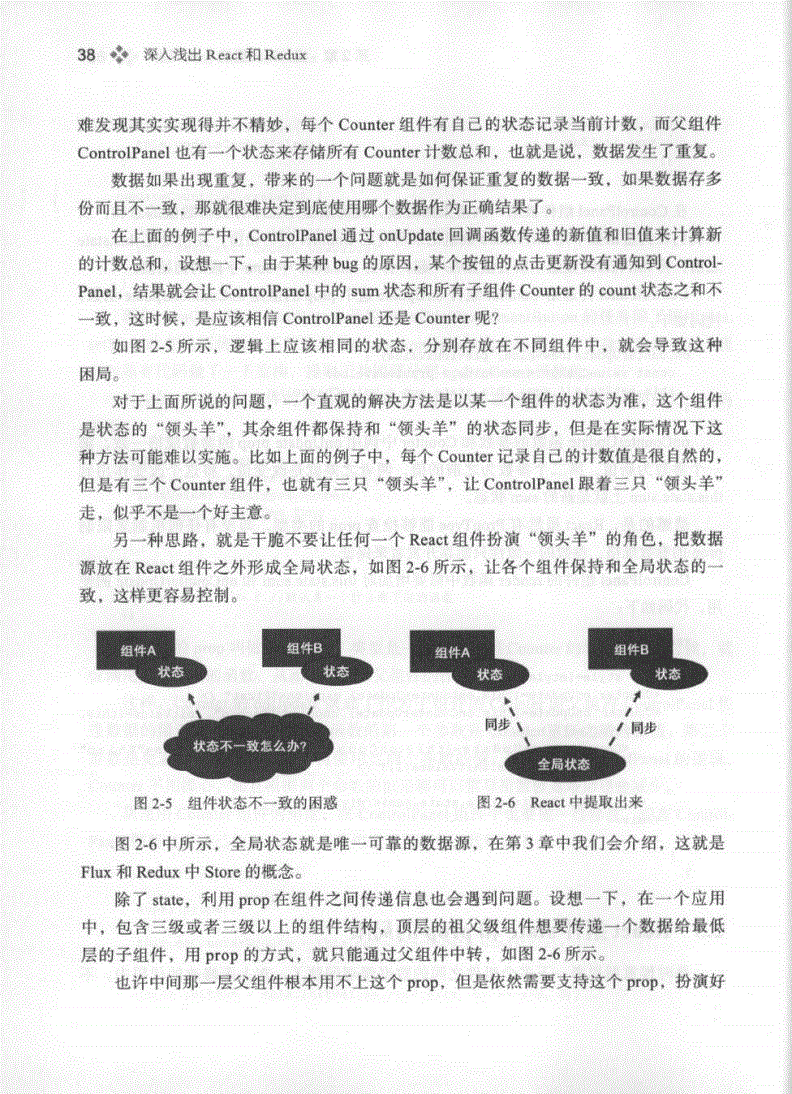 38 深入浅出 React 和 Redux
难发现其实实现得并不精妙，每个 Counter 组件有自己的状态记录当前计数，而父组件
ControlPanel 也有一个状态来存储所有 Counter 计数总和，也就是说，数据发生了重复。
数据如果出现重复，带来的一个问题就是如何保证重复的数据一致，如果数据存多
份而且不一致，那就很难决定到底使用哪个数据作为正确结果了。
在上面的例子中，ControlPanel 通过 onUpdate 回调函数传递的新值和旧值来计算新
的计数总和，设想一下，由于某种 bug 的原因，某个按钮的点击更新没有通知到 Control-
Panel，结果就会让 ControlPanel 中的 sum 状态和所有子组件 Counter 的 count 状态之和不
一致，这时候，是应该相信 ControlPanel 还是 Counter 呢？
如图 2-5 所示，逻辑上应该相同的状态，分别存放在不同组件中，就会导致这种
困局。
对于上面所说的问题，一个直观的解决方法是以某一个组件的状态为准，这个组件
是状态的“领头羊”，其余组件都保持和“领头羊”的状态同步，但是在实际情况下这
种方法可能难以实施。比如上面的例子中，每个 Counter 记录自己的计数值是很自然的，
但是有三个 Counter 组件，也就有三只“领头羊”，让 ControlPanel 跟着三只“领头羊”
走，似乎不是一个好主意。
另一种思路，就是干脆不要让任何一个 React 组件扮演“领头羊”的角色，把数据
源放在 React 组件之外形成全局状态，如图 2-6 所示，让各个组件保持和全局状态的一
致，这样更容易控制。
组件A
状态
组件B
状态
状态不一致怎么办？
图 2-5 组件状态不一致的困惑
组件A
状态
组件B
状态
同步
同步
全局状态
图 2-6 React 中提取出来
图 2-6 中所示，全局状态就是唯一可靠的数据源，在第 3 章中我们会介绍，这就是
Flux 和 Redux 中 Store 的概念。
除了 state，利用 prop 在组件之间传递信息也会遇到问题。设想一下，在一个应用
中，包含三级或者三级以上的组件结构，顶层的祖父级组件想要传递一个数据给最低
层的子组件，用 prop 的方式，就只能通过父组件中转，如图 2-6 所示。
也许中间那一层父组件根本用不上这个 prop，但是依然需要支持这个 prop，扮演好